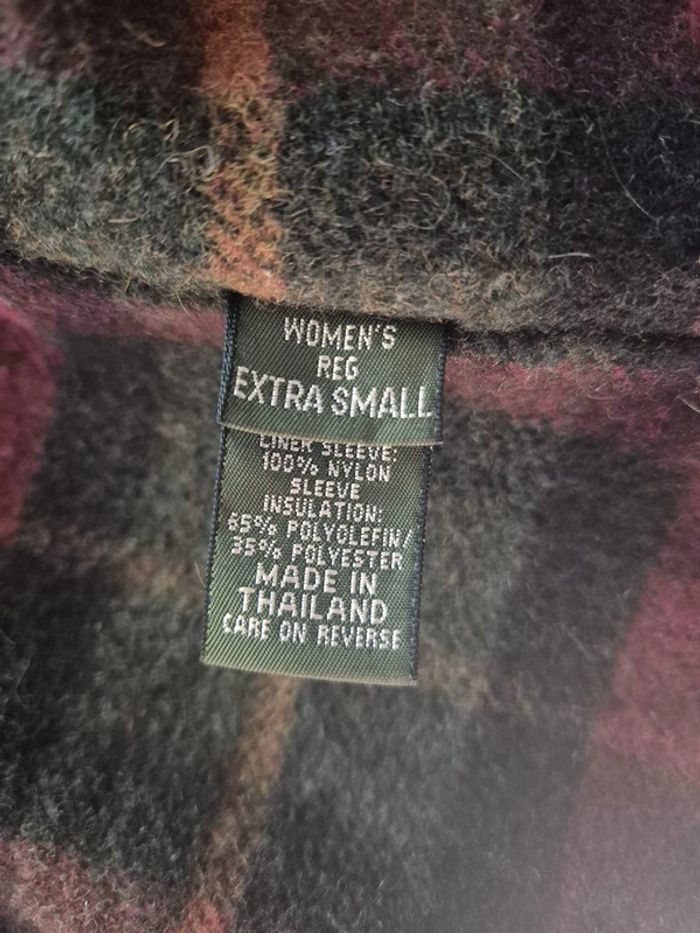 WOMEN'S
REG
EXTRA SMALL
LINER SLEEVE:
100% NYLON
SLEEVE
INSULATION:
65% POLYOLEFIN/
35% POLYESTER
MADE IN
THAILAND
CARE ON REVERSE